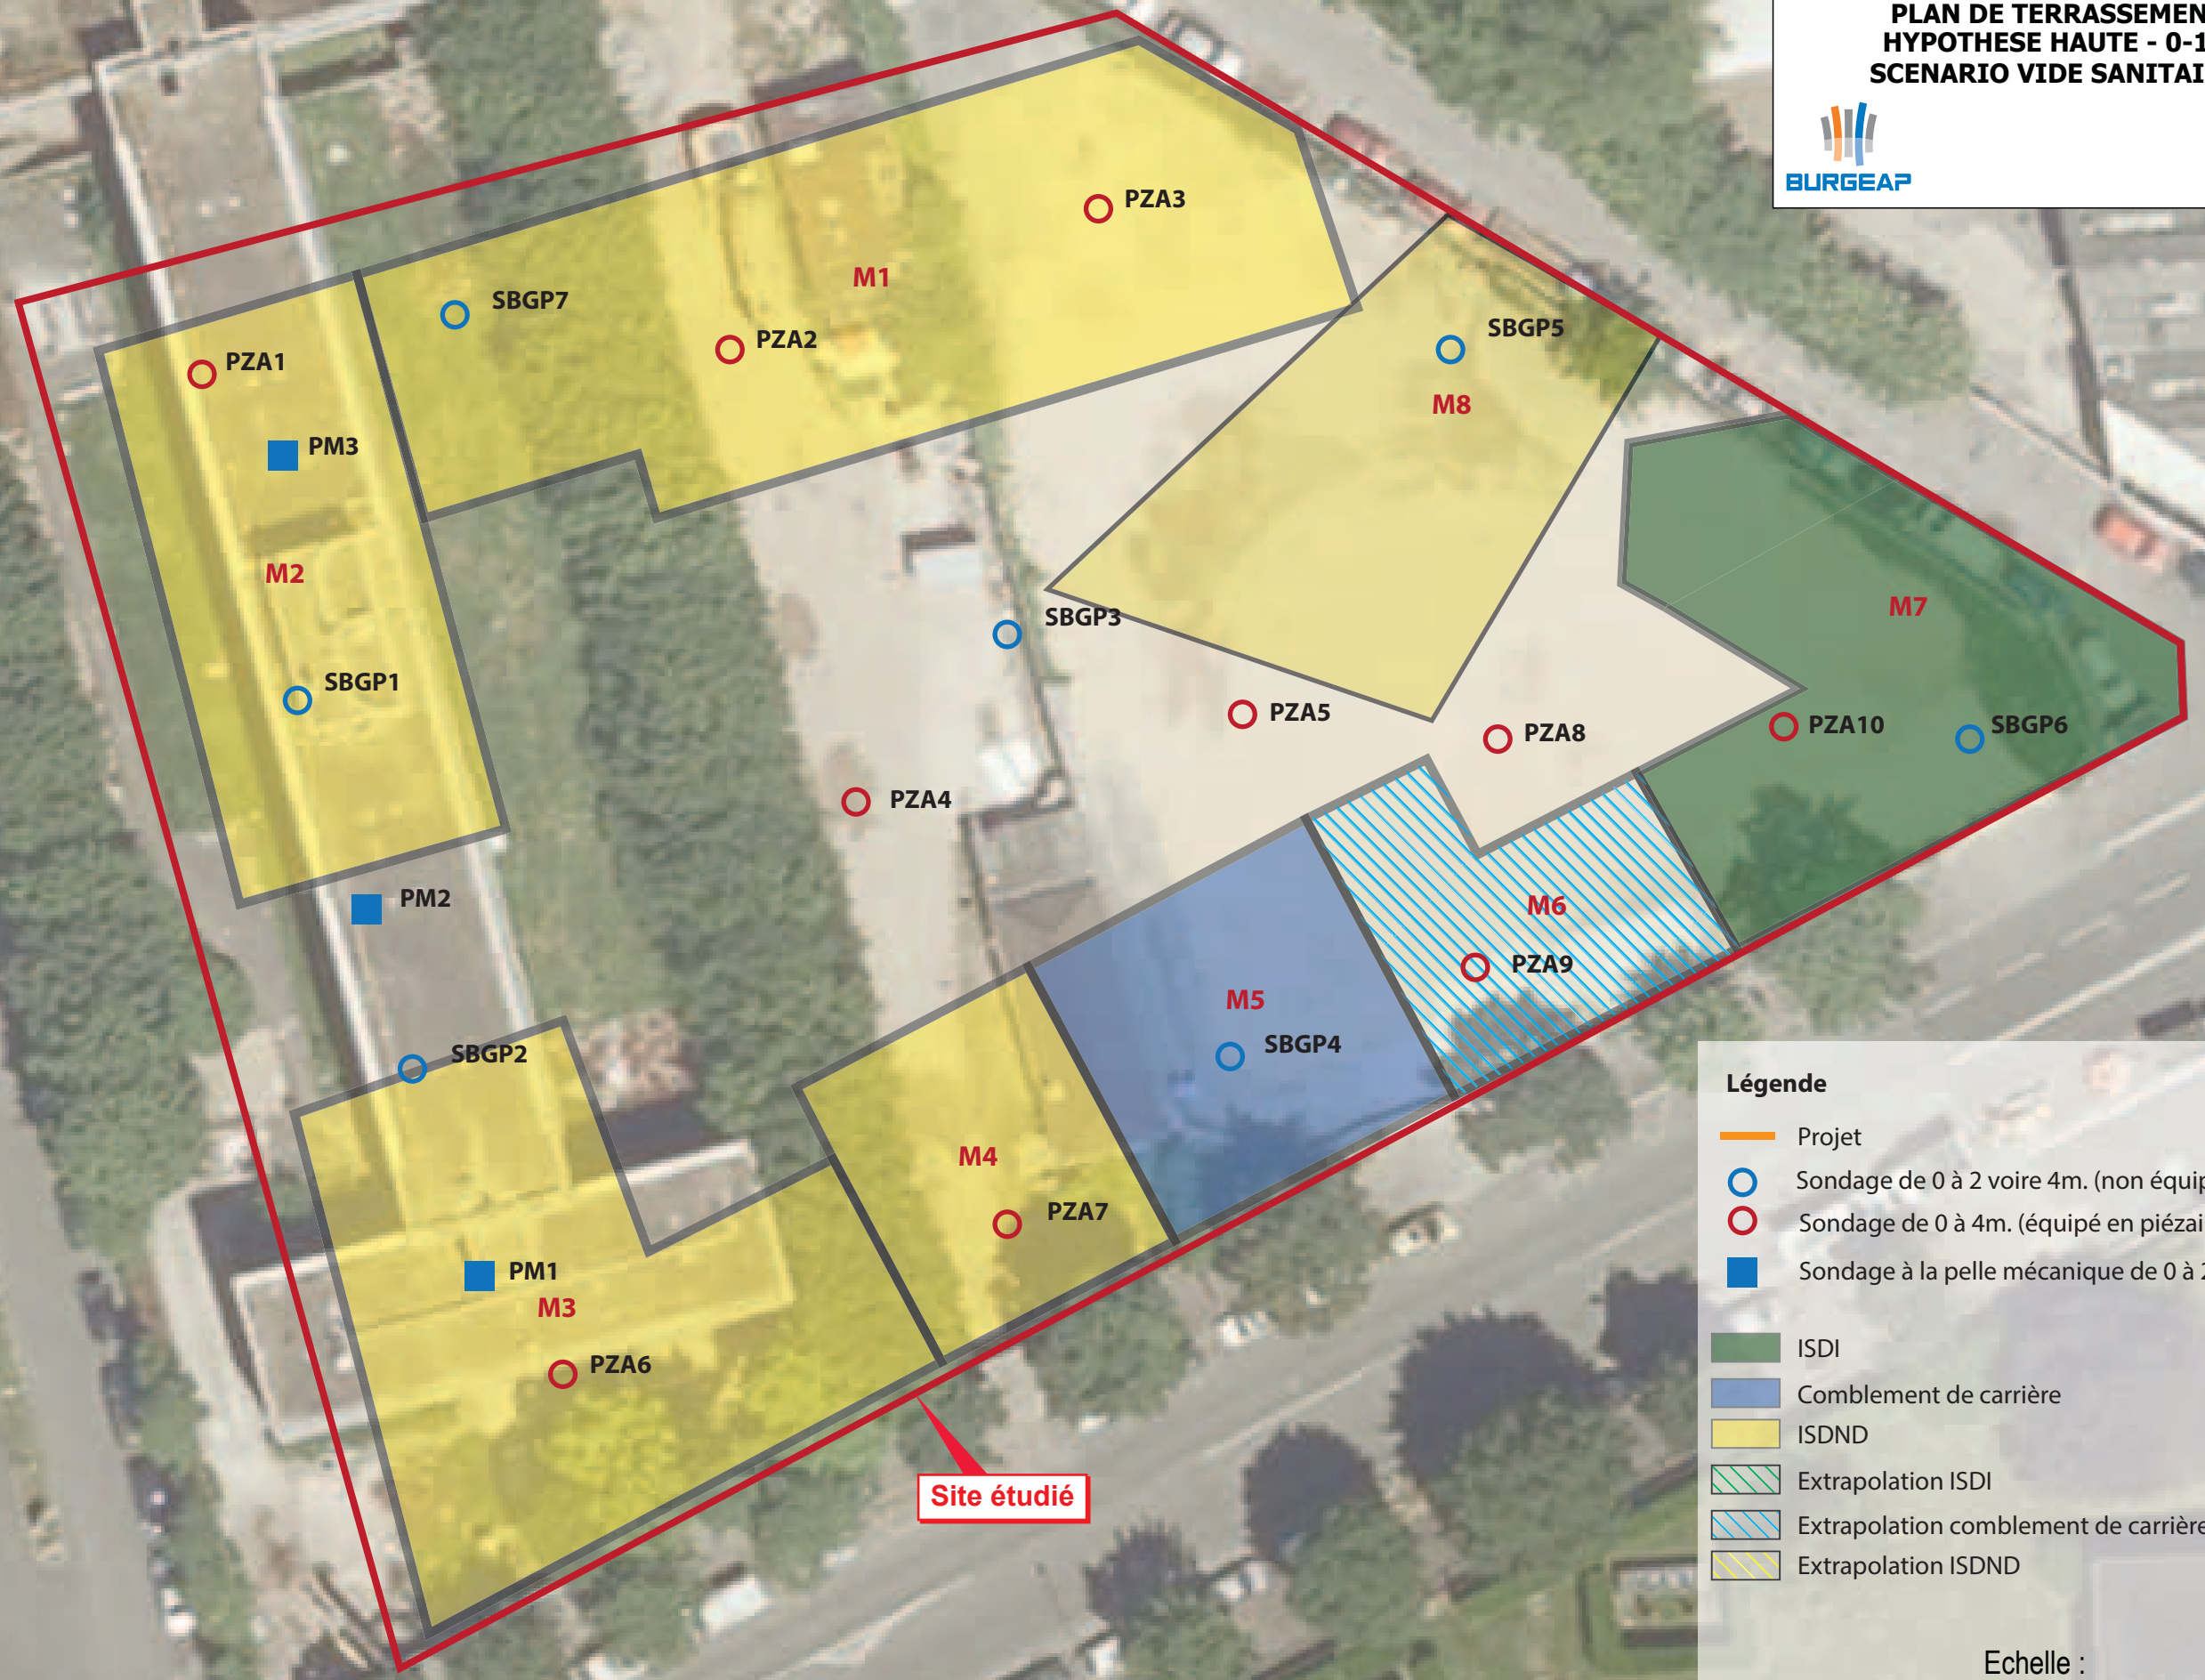 PLAN DE TERRASSEMEN
HYPOTHESE HAUTE - 0-1
SCENARIO VIDE SANITAI
BURGEAP
PZA3
M1
SBGP7
PZA2
SBGP5
PZA1
M8
PM3
M2
M7
SBGP3
SBGP1
PZA5
PZA8
PZA10
SBGP6
PZA4
PM2
M6
PZA9
M5
SBGP4
SBGP2
M4
PZA7
PM1
M3
PZA6
Site étudié
Légende
Projet
Sondage de 0 à 2 voire 4m. (non équip
Sondage de 0 à 4m. (équipé en piézai
Sondage à la pelle mécanique de 0 à 2
ISDI
Comblement de carrière
ISDND
Extrapolation ISDI
Extrapolation comblement de carrière
Extrapolation ISDND
Echelle :